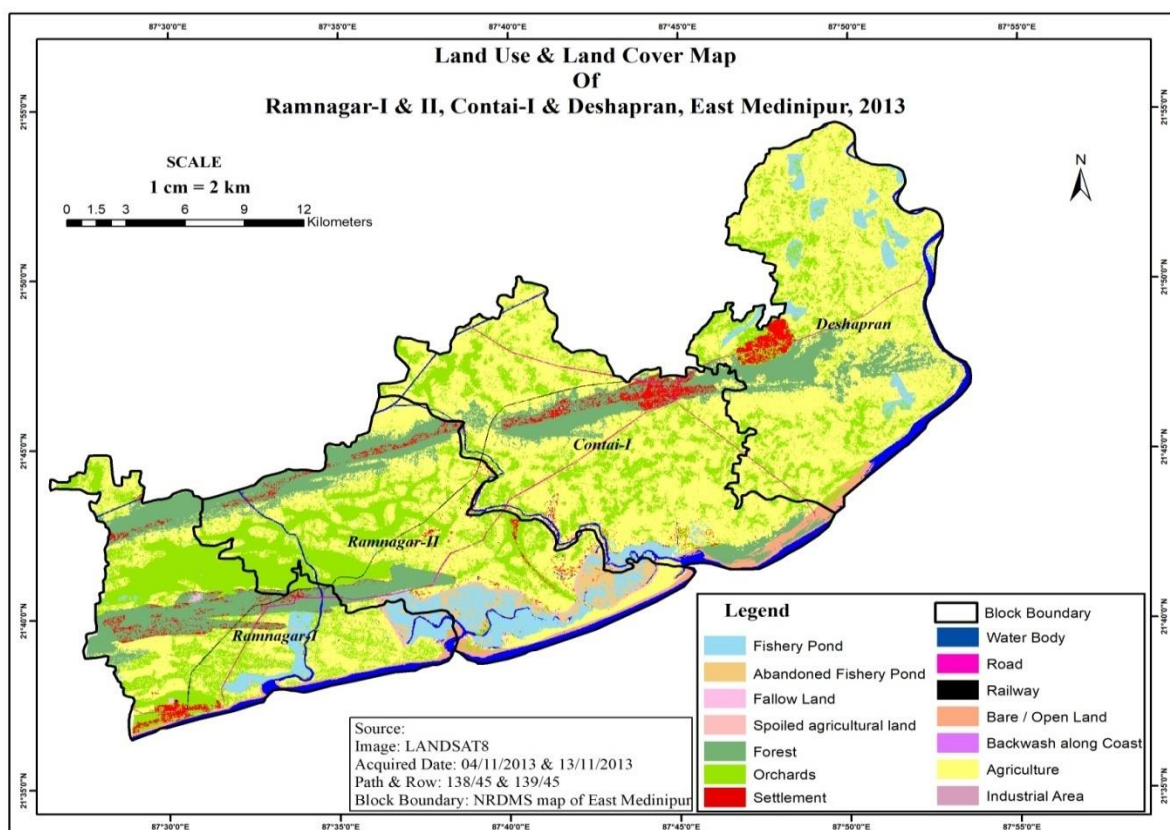 87°30'0"E 87°35'0"E 87°40'0"E 87°45'0"E 87°50'0"E 87°55'0"E
Land Use & Land Cover Map
Of
Ramnagar-I & II, Contai-I & Deshapran, East Medinipur, 2013
21°55'0"N
21°55'0"N
SCALE
1 cm = 2 km
0 1.5 3 6 9 12
Kilometers
N
21°50'0"N
21°50'0"N
Deshapran
Contai-I
21°45'0"N
21°45'0"N
Ramnagar-II
Ramnagar-I
21°40'0"N
21°40'0"N
Legend
Fishery Pond
Abandoned Fishery Pond
Fallow Land
Spoiled agricultural land
Forest
Orchards
Settlement
Block Boundary
Water Body
Road
Railway
Bare / Open Land
Backwash along Coast
Agriculture
Industrial Area
Source:
Image: LANDSAT8
Acquired Date: 04/11/2013 & 13/11/2013
Path & Row: 138/45 & 139/45
Block Boundary: NRDMS map of East Medinipur
21°35'0"N
21°35'0"N
87°30'0"E 87°35'0"E 87°40'0"E 87°45'0"E 87°50'0"E 87°55'0"E